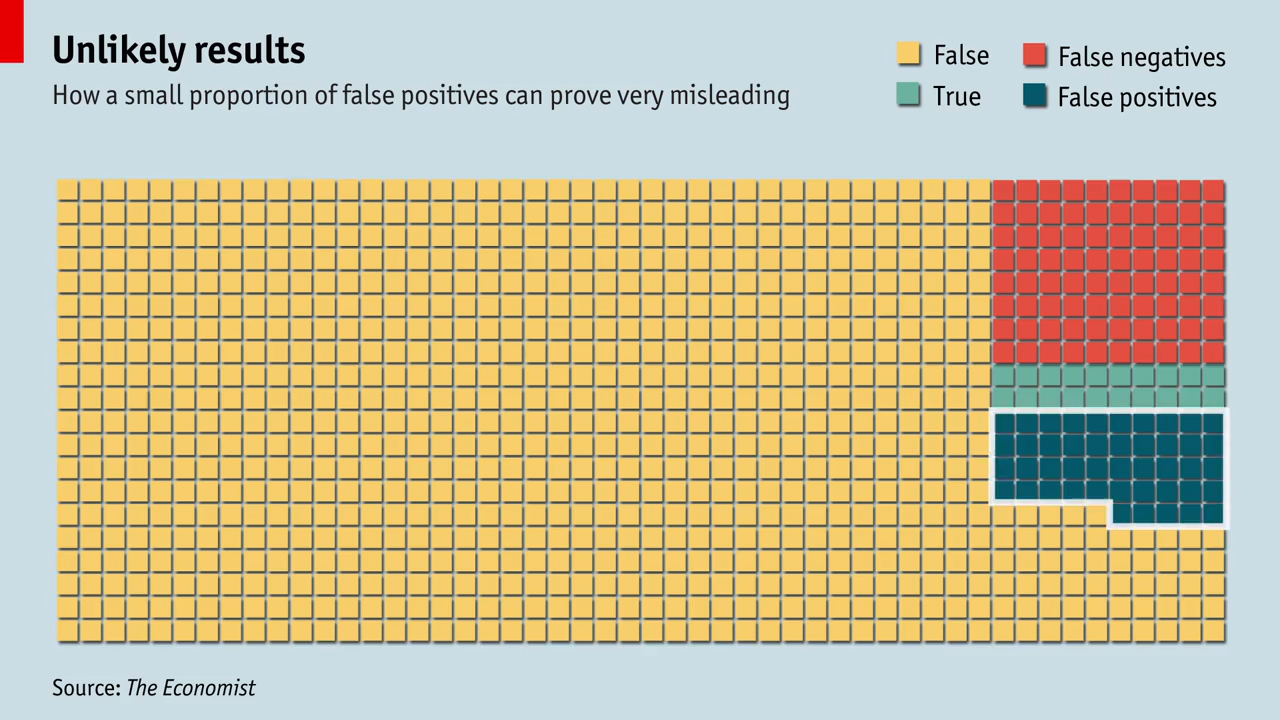 Unlikely results
How a small proportion of false positives can prove very misleading
False
False negatives
True
False positives
Source: The Economist